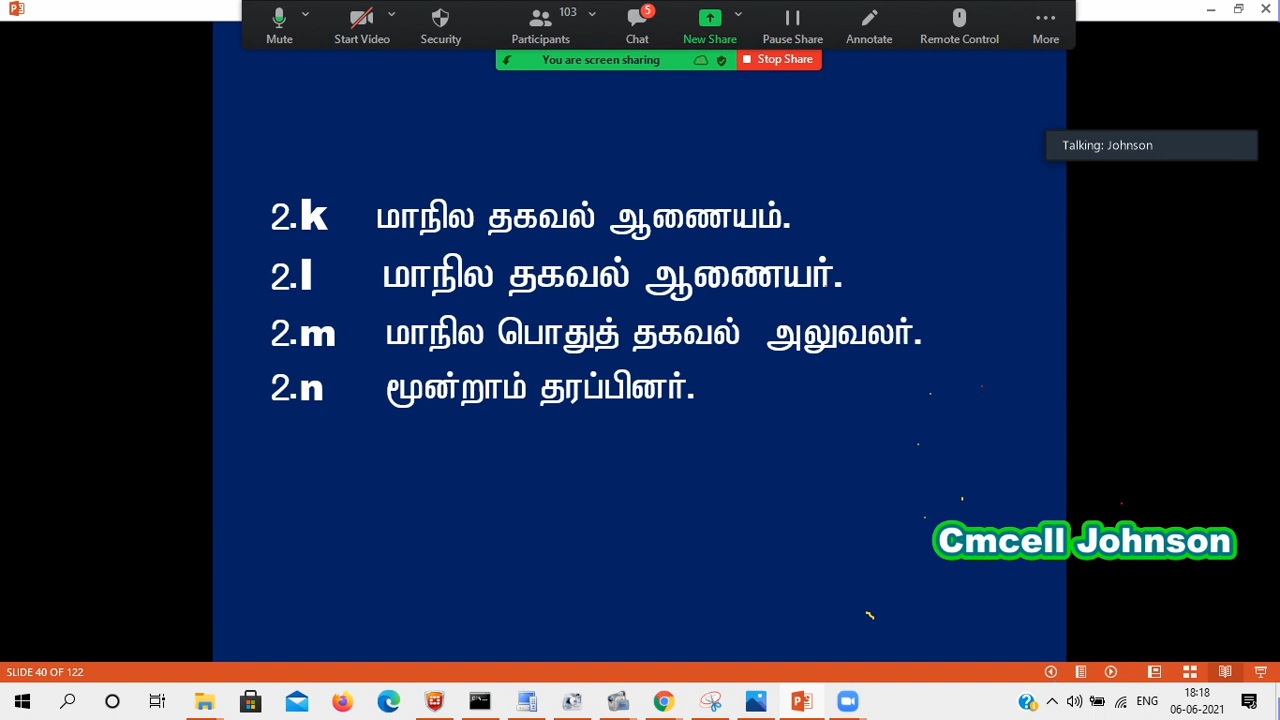 103
5
Mute
Start Video
Security
Participants
Chat
New Share
Pause Share
Annotate
Remote Control
More
You are screen sharing
Stop Share
Talking: Johnson
2.k மாநில தகவல் ஆணையம்.
2.l மாநில தகவல் ஆணையர்.
2.m மாநில பொதுத் தகவல் அலுவலர்.
2.n மூன்றாம் தரப்பினர்.
Cmcell Johnson
SLIDE 40 OF 122
ENG
18:18
06-06-2021